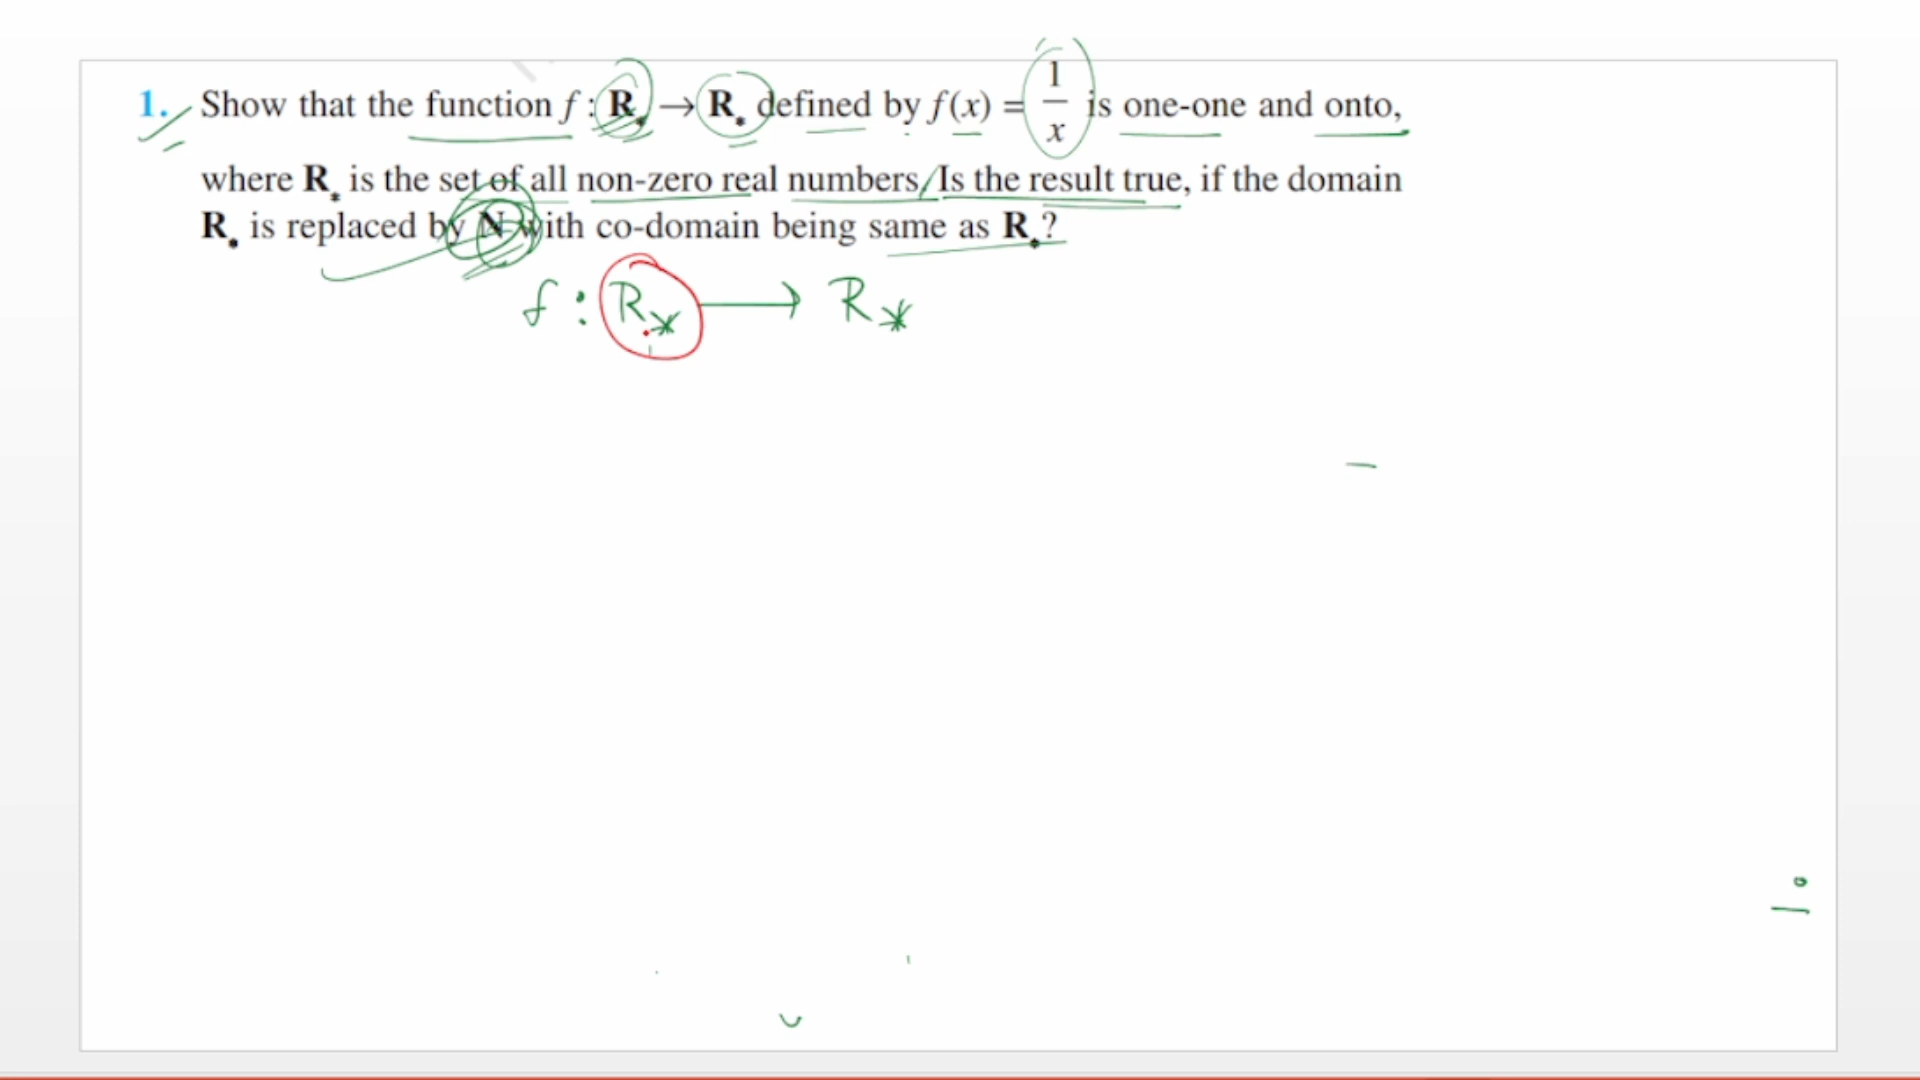 1. Show that the function f : R* → R* defined by f(x) = 1/x is one-one and onto,
where R* is the set of all non-zero real numbers. Is the result true, if the domain
R* is replaced by N with co-domain being same as R*?
f : R* → R*